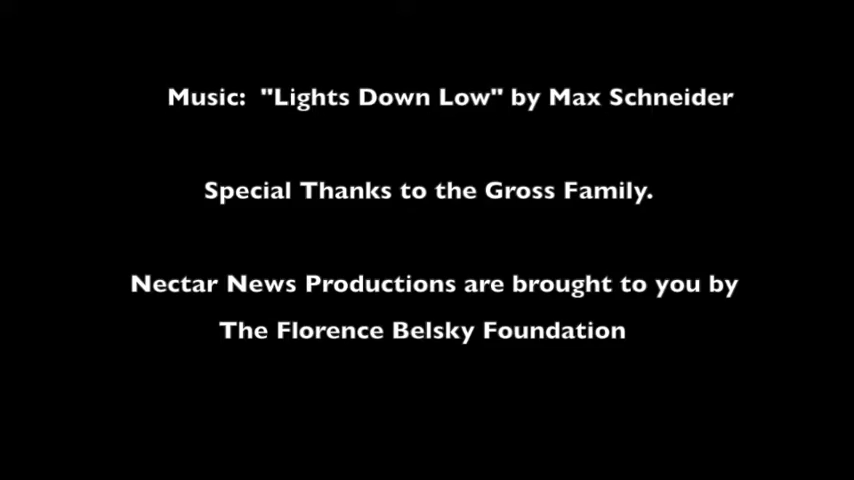 Music:  "Lights Down Low" by Max Schneider
Special Thanks to the Gross Family.
Nectar News Productions are brought to you by
The Florence Belsky Foundation